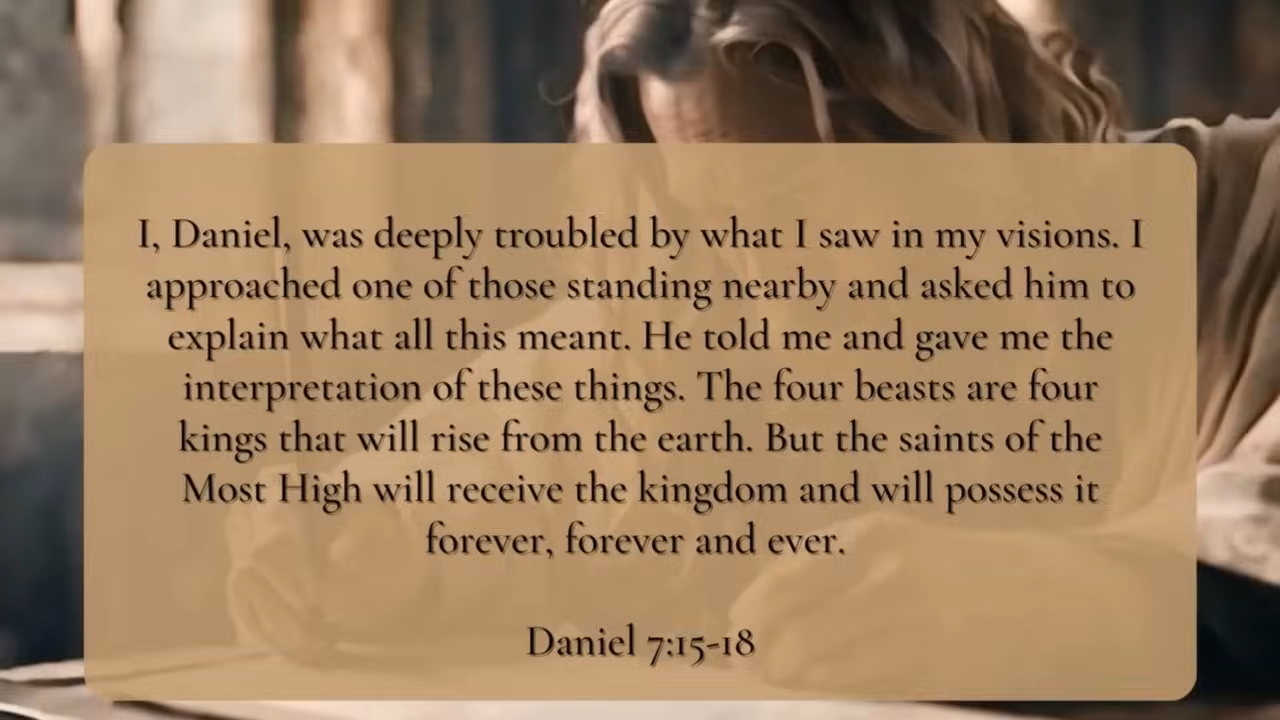 I, Daniel, was deeply troubled by what I saw in my visions. I
approached one of those standing nearby and asked him to
explain what all this meant. He told me and gave me the
interpretation of these things. The four beasts are four
kings that will rise from the earth. But the saints of the
Most High will receive the kingdom and will possess it
forever, forever and ever.
Daniel 7:15-18